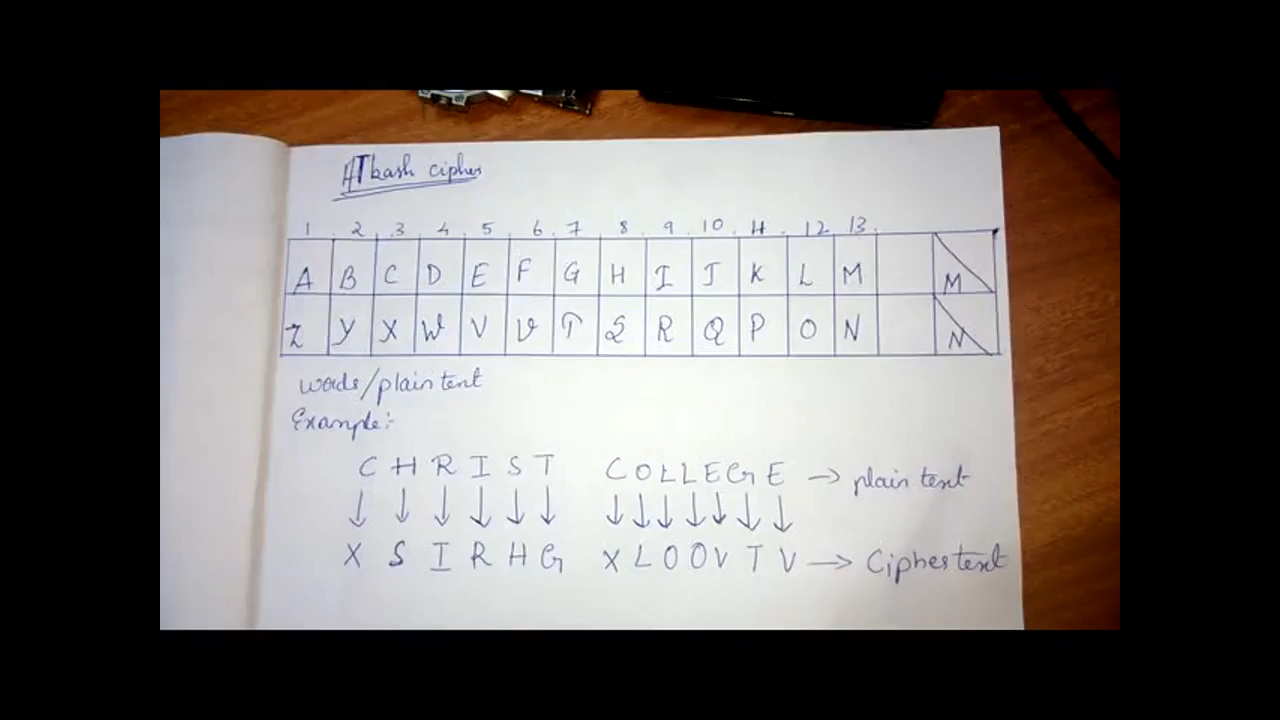 ATbash cipher
1 2 3 4 5 6 7 8 9 10 11 12 13
A B C D E F G H I J K L M M
Z Y X W V U T S R Q P O N N
words/plain text
Example:-
C H R I S T C O L L E G E → plain text
↓ ↓ ↓ ↓ ↓ ↓ ↓ ↓ ↓ ↓ ↓ ↓ ↓
X S I R H G X L O O V T V → Cipher text